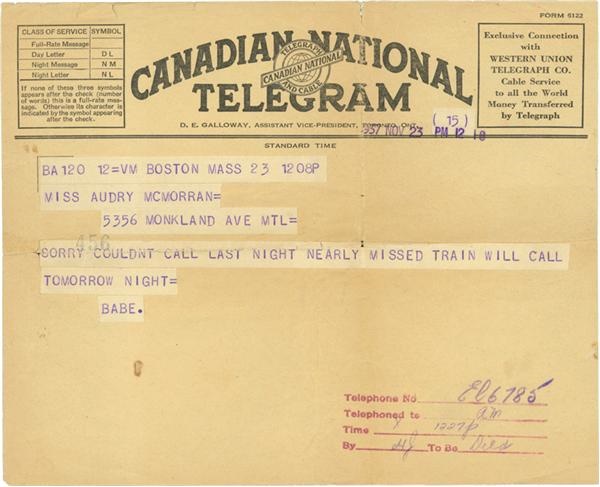 FORM 6122
CLASS OF SERVICE SYMBOL
Full-Rate Message
Day Letter D L
Night Message N M
Night Letter N L
If none of these three symbols
appears after the check (number
of words) this is a full-rate mes-
sage. Otherwise its character is
indicated by the symbol appearing
after the check.
CANADIAN NATIONAL
TELEGRAM
TELEGRAPH
CANADIAN NATIONAL
AND CABLE
D. E. GALLOWAY, ASSISTANT VICE-PRESIDENT, TORONTO, ONT.
Exclusive Connection
with
WESTERN UNION
TELEGRAPH CO.
Cable Service
to all the World
Money Transferred
by Telegraph
(15)
1937 NOV 23 PM 12 18
STANDARD TIME
BA120 12=VM BOSTON MASS 23 1208P
MISS AUDRY MCMORRAN=
5356 MONKLAND AVE MTL=
456
SORRY COULDNT CALL LAST NIGHT NEARLY MISSED TRAIN WILL CALL
TOMORROW NIGHT=
BABE.
Telephone No El6785
Telephoned to
Time 1227p
By To Be